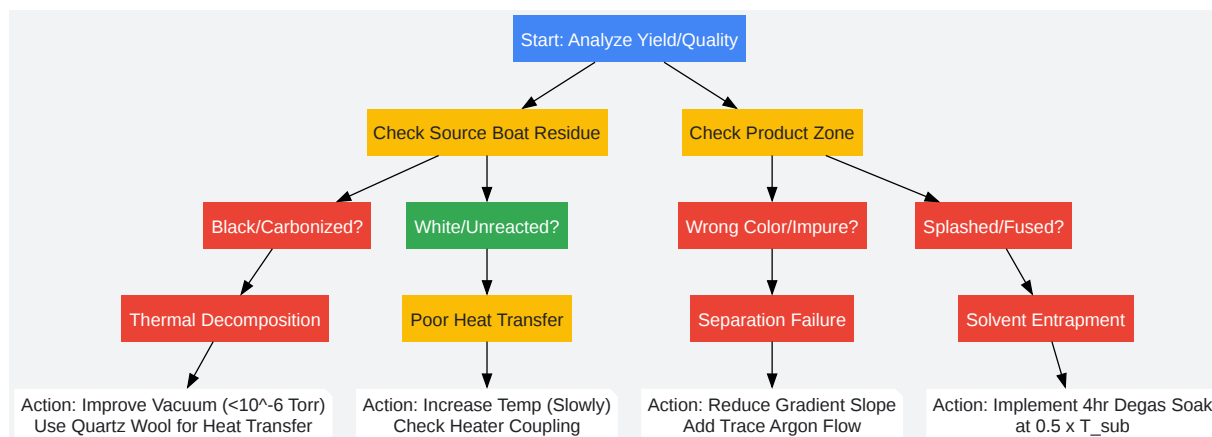 Start: Analyze Yield/Quality
Check Source Boat Residue
Check Product Zone
Black/Carbonized?
White/Unreacted?
Wrong Color/Impure?
Splashed/Fused?
Thermal Decomposition
Poor Heat Transfer
Separation Failure
Solvent Entrapment
Action: Improve Vacuum (<10^-6 Torr)
Use Quartz Wool for Heat Transfer
Action: Increase Temp (Slowly)
Check Heater Coupling
Action: Reduce Gradient Slope
Add Trace Argon Flow
Action: Implement 4hr Degas Soak
at 0.5 x T_sub